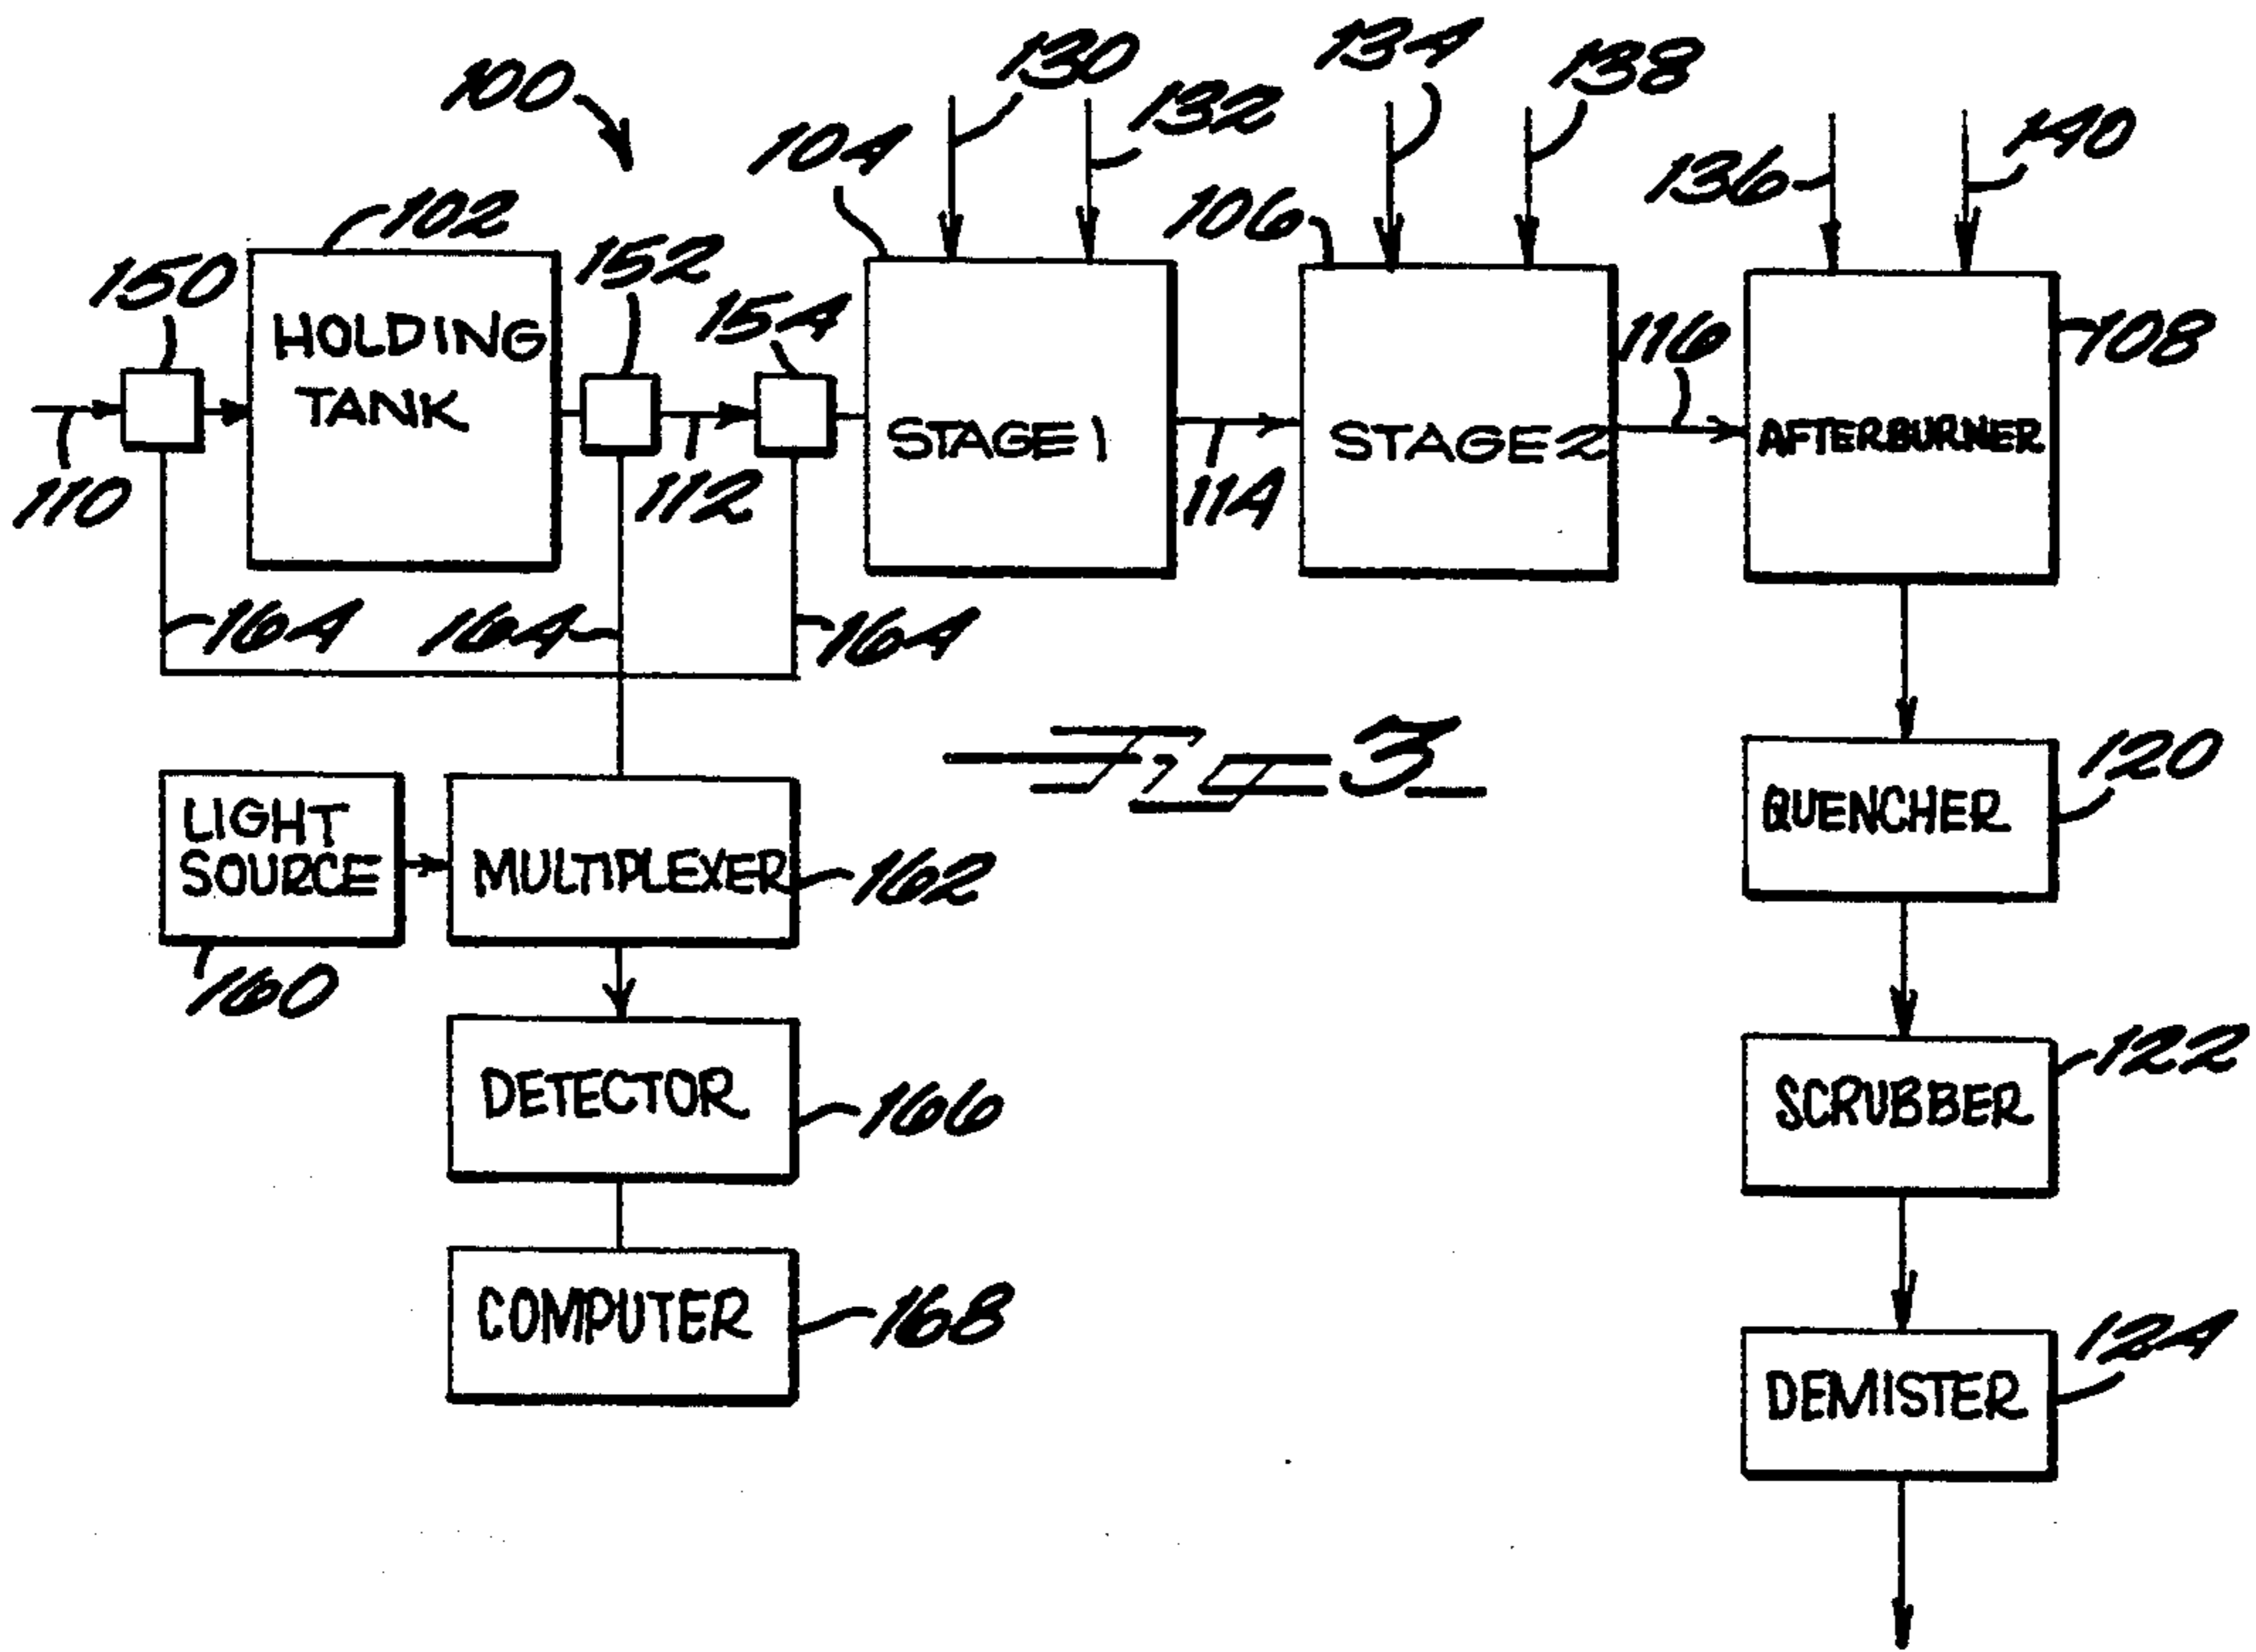 100
130
132
134
138
136
140
104
106
102
150
152
154
116
108
HOLDING
TANK
STAGE 1
STAGE 2
AFTERBURNER
110
112
114
164
164
164
Fig 3
LIGHT
SOURCE
MULTIPLEXER
162
160
QUENCHER
120
DETECTOR
166
SCRUBBER
122
COMPUTER
168
DEMISTER
124